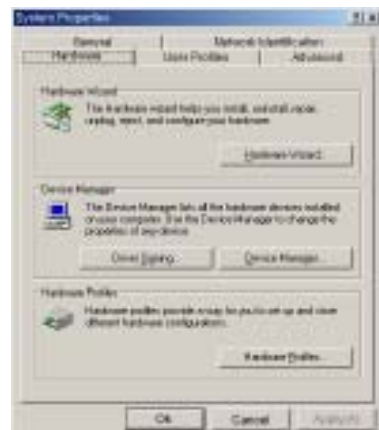 System Properties
General
Network Identification
Hardware
User Profiles
Advanced
Hardware Wizard
The Hardware wizard helps you install, uninstall, repair,
unplug, eject, and configure your hardware.
Hardware Wizard...
Device Manager
The Device Manager lists all the hardware devices installed
on your computer. Use the Device Manager to change the
properties of any device.
Driver Signing...
Device Manager...
Hardware Profiles
Hardware profiles provide a way for you to set up and store
different hardware configurations.
Hardware Profiles...
OK
Cancel
Apply